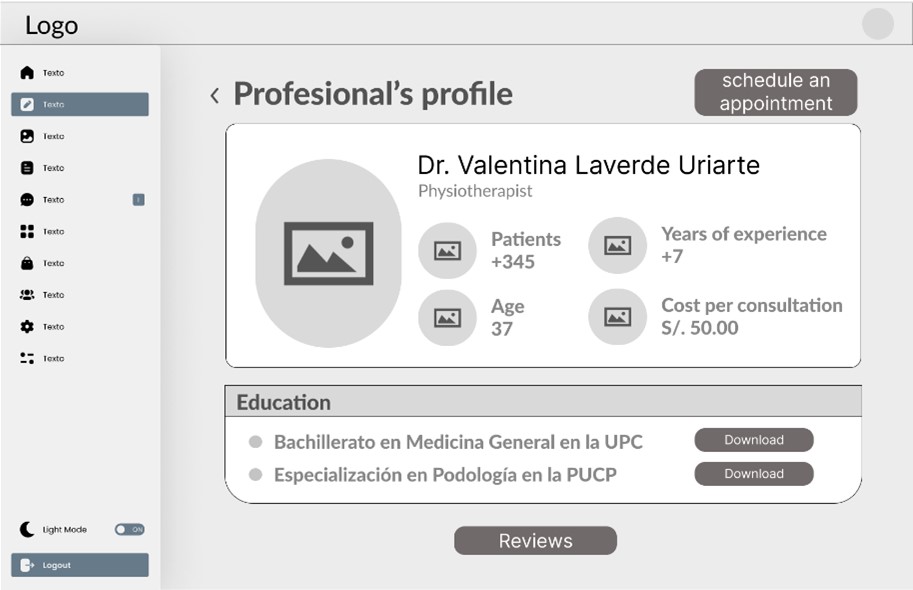 Logo
Texto
Texto
Texto
Texto
Texto
Texto
Texto
Texto
Texto
Texto
Light Mode
ON
Logout
Profesional's profile
schedule an
appointment
Dr. Valentina Laverde Uriarte
Physiotherapist
Patients
+345
Years of experience
+7
Age
37
Cost per consultation
S/. 50.00
Education
Bachillerato en Medicina General en la UPC
Download
Especialización en Podología en la PUCP
Download
Reviews